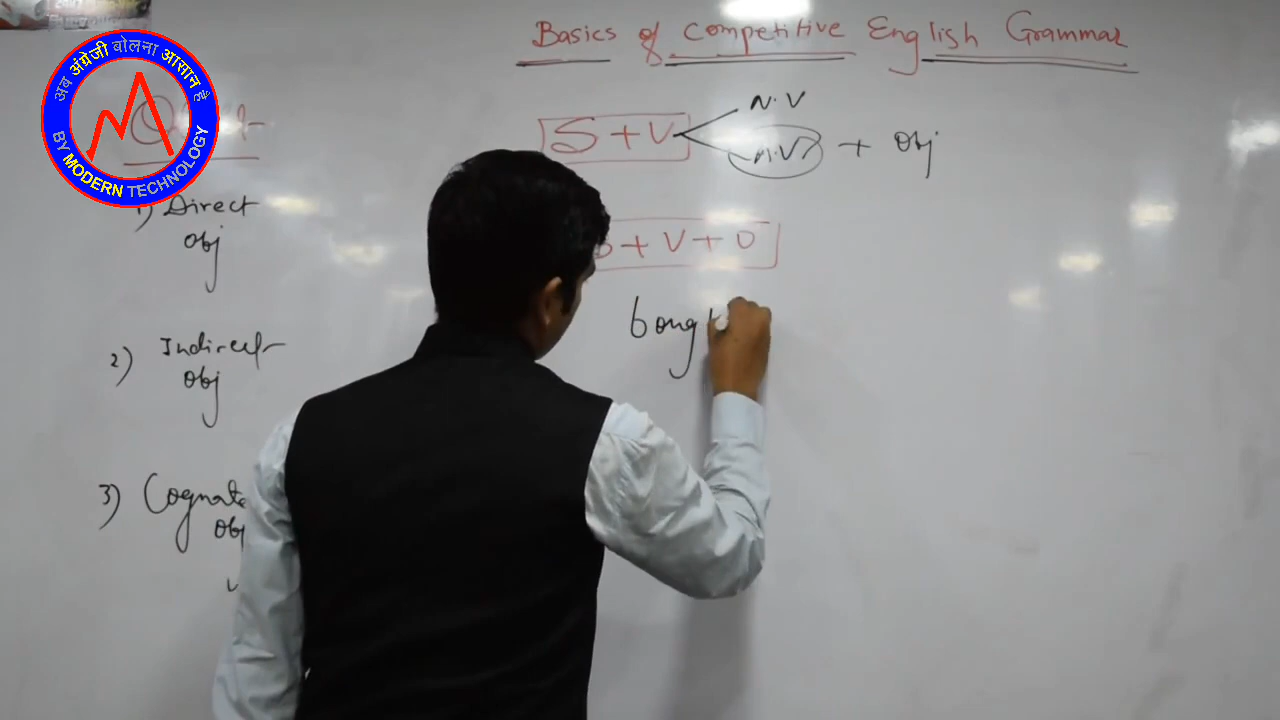 Basics of Competitive English Grammar
अब अंग्रेजी बोलना आसान है
BY MODERN TECHNOLOGY
N.V
S + V
+ Obj
1) Direct
Obj
+ V + O
bough
2) Indirect
Obj
3) Cognate
Obj